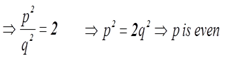 ⇒ p²/q² = 2 ⇒ p² = 2q² ⇒ p is even